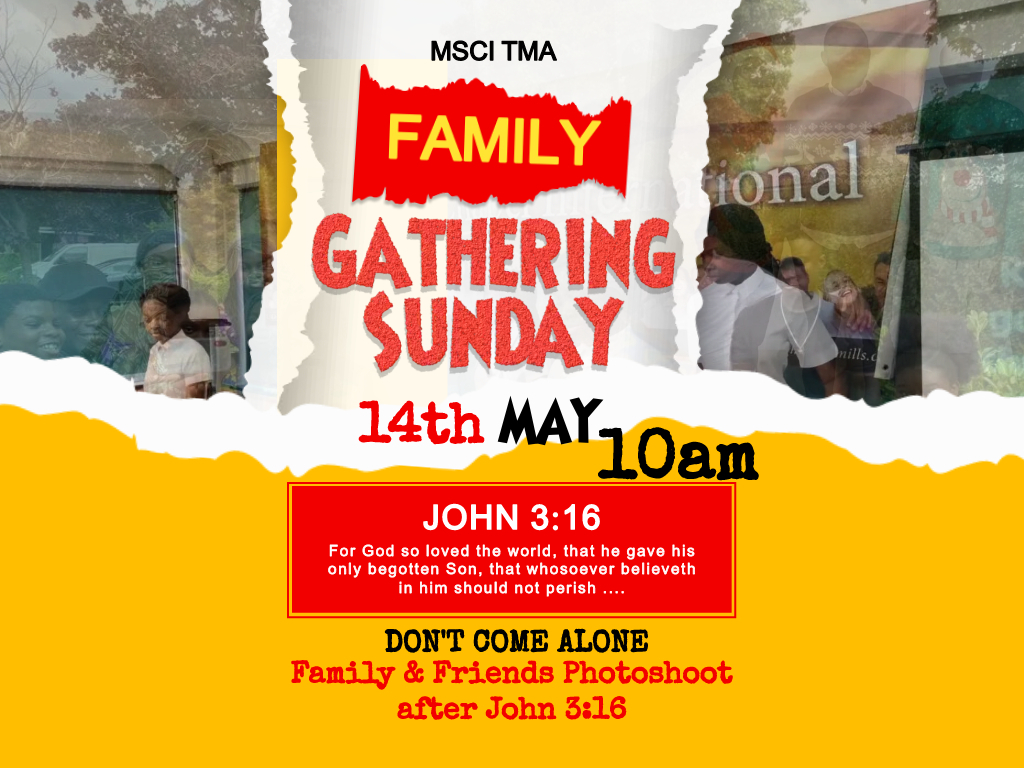 MSCI TMA
FAMILY
GATHERING
SUNDAY
14th MAY
10am
JOHN 3:16
For God so loved the world, that he gave his
only begotten Son, that whosoever believeth
in him should not perish ....
DON'T COME ALONE
Family & Friends Photoshoot
after John 3:16